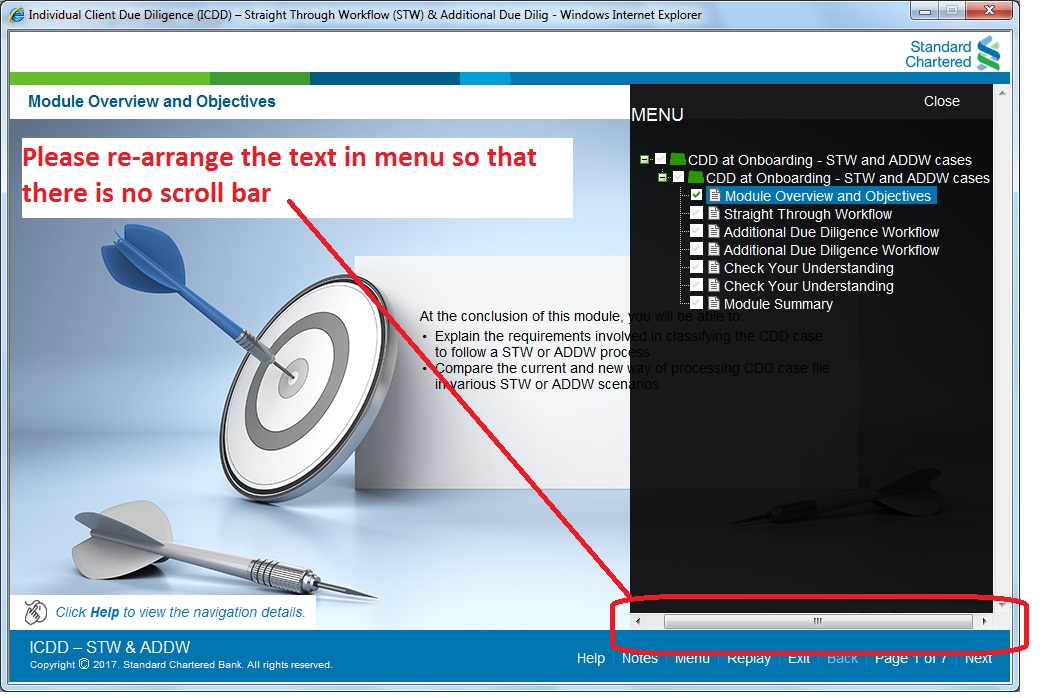 Individual Client Due Diligence (ICDD) – Straight Through Workflow (STW) & Additional Due Dilig - Windows Internet Explorer
Standard
Chartered
Module Overview and Objectives
Close
MENU
Please re-arrange the text in menu so that
there is no scroll bar
CDD at Onboarding - STW and ADDW cases
CDD at Onboarding - STW and ADDW cases
Module Overview and Objectives
Straight Through Workflow
Additional Due Diligence Workflow
Additional Due Diligence Workflow
Check Your Understanding
Check Your Understanding
Module Summary
At the conclusion of this module, you will be able to:
• Explain the requirements involved in classifying the CDD case
to follow a STW or ADDW process
• Compare the current and new way of processing CDD case file
in various STW or ADDW scenarios
Click Help to view the navigation details.
ICDD – STW & ADDW
Copyright © 2017. Standard Chartered Bank. All rights reserved.
Help Notes Menu Replay Exit Back Page 1 of 7 Next